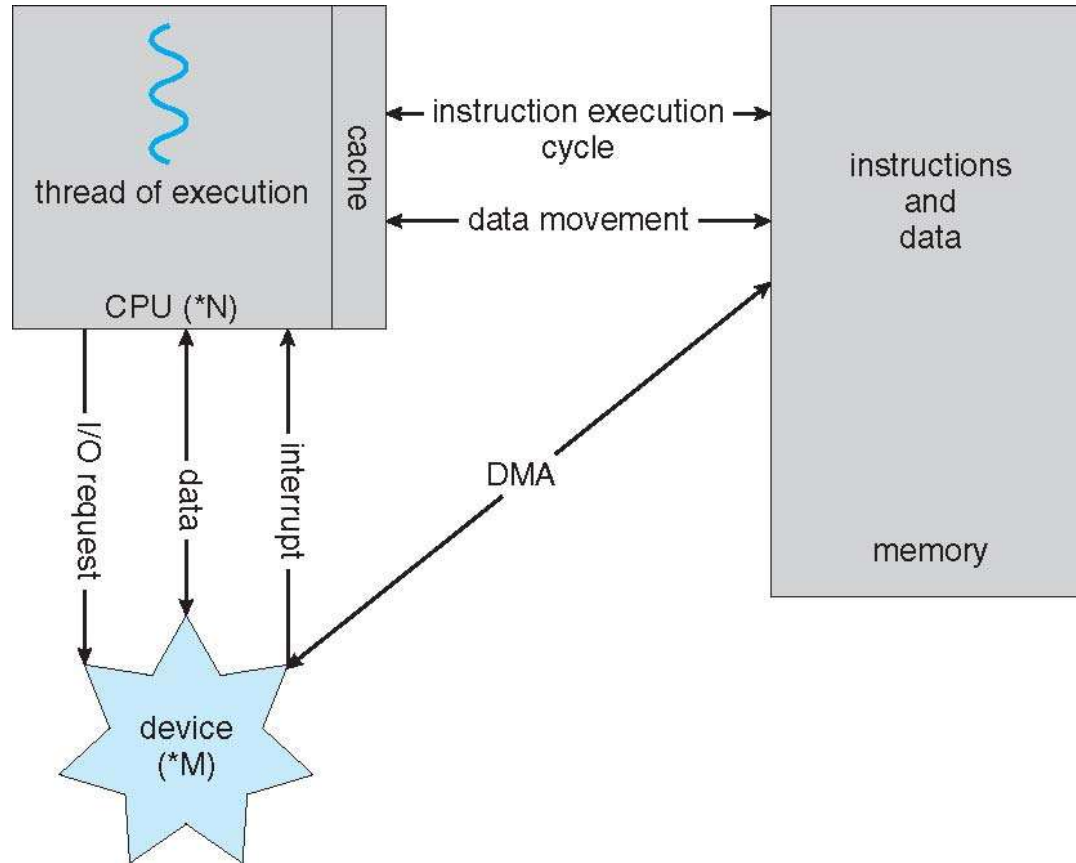 thread of execution
CPU (*N)
cache
instruction execution
cycle
data movement
instructions
and
data
memory
I/O request
data
interrupt
DMA
device
(*M)